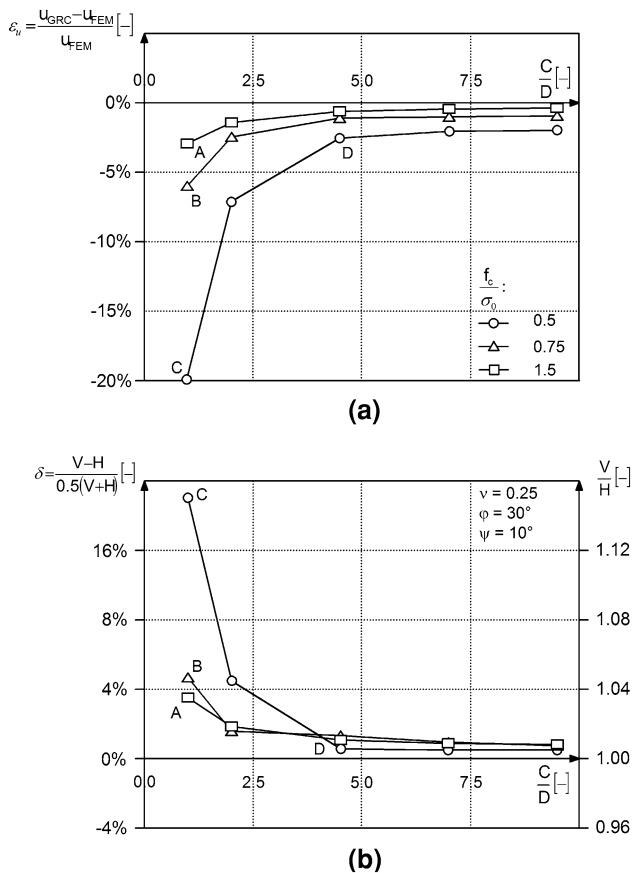 εᵤ = (u_GRC − u_FEM) / u_FEM [–]
0.0 2.5 5.0 7.5 C/D [–]
0%
A
D
-5%
B
-10%
f_c/σ₀ :
-15%
0.5
0.75
C
1.5
-20%
(a)
δ = (V−H) / 0.5(V+H) [–]
V/H [–]
C
ν = 0.25
φ = 30°
ψ = 10°
16% 1.12
8% 1.08
B
4% 1.04
A
D
0% 1.00
0.0 2.5 5.0 7.5 C/D [–]
-4% 0.96
(b)